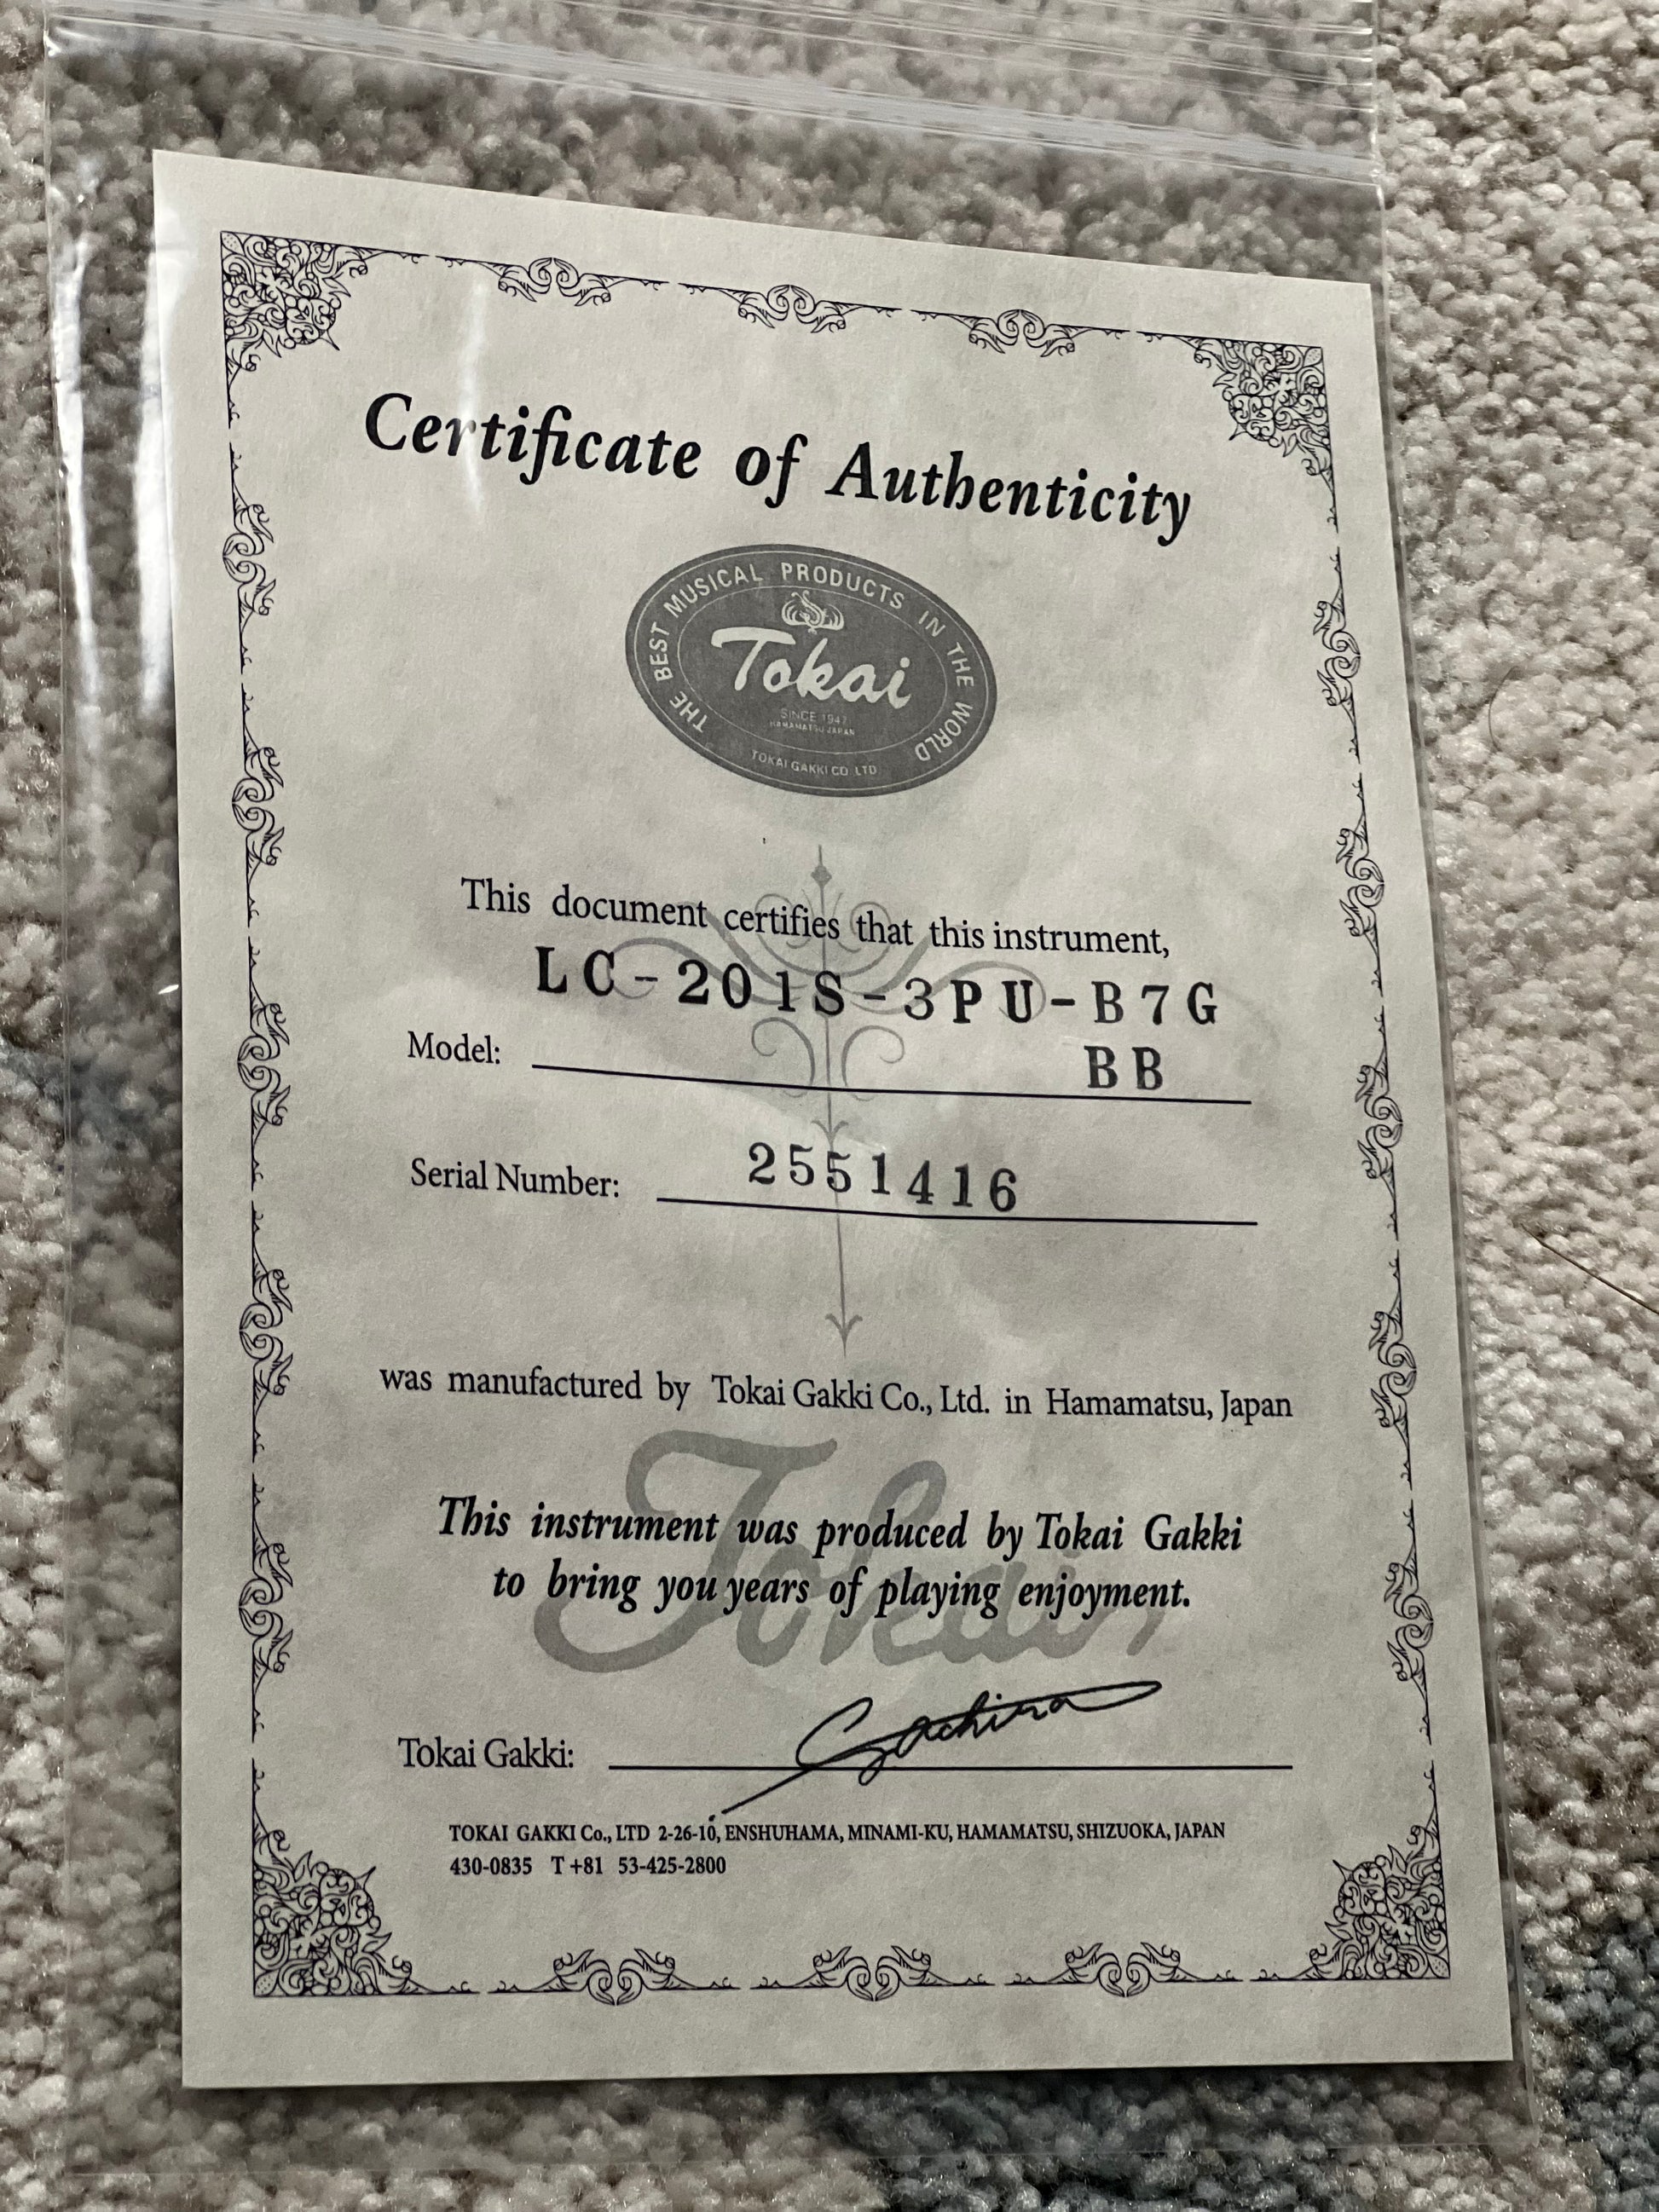 Certificate of Authenticity
THE BEST MUSICAL PRODUCTS IN THE WORLD
Tokai
SINCE 1947
HAMAMATSU JAPAN
TOKAI GAKKI CO. LTD.
This document certifies that this instrument,
LC-201S-3PU-B7G
Model: BB
Serial Number: 2551416
was manufactured by Tokai Gakki Co., Ltd. in Hamamatsu, Japan
Tokai
This instrument was produced by Tokai Gakki
to bring you years of playing enjoyment.
Tokai Gakki:
TOKAI GAKKI Co., LTD 2-26-10, ENSHUHAMA, MINAMI-KU, HAMAMATSU, SHIZUOKA, JAPAN
430-0835 T +81 53-425-2800